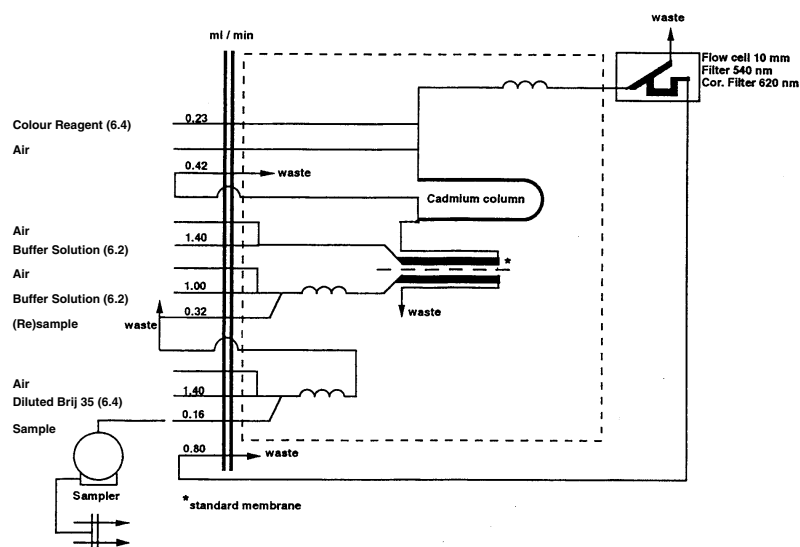 waste
ml / min
Flow cell 10 mm
Filter 540 nm
Cor. Filter 620 nm
Colour Reagent (6.4)
0.23
Air
0.42
waste
Cadmium column
Air
Buffer Solution (6.2)
1.40
*
Air
Buffer Solution (6.2)
1.00
(Re)sample
waste
0.32
waste
Air
Diluted Brij 35 (6.4)
1.40
Sample
0.16
0.80
waste
Sampler
*standard membrane